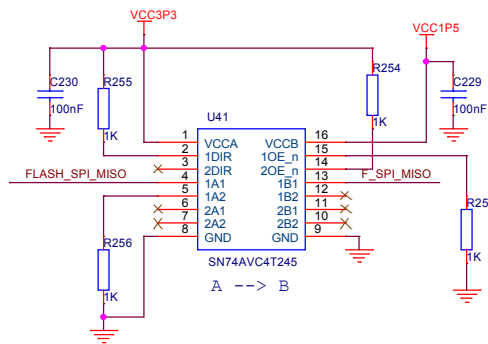 VCC3P3
VCC1P5
C230
100nF
R255
1K
R254
1K
C229
100nF
U41
1 VCCA VCCB 16
2 1DIR 1OE_n 15
3 2DIR 2OE_n 14
FLASH_SPI_MISO 4 1A1 1B1 13 F_SPI_MISO
5 1A2 1B2 12
6 2A1 2B1 11
7 2A2 2B2 10
8 GND GND 9
SN74AVC4T245
A --> B
R256
1K
R25
1K